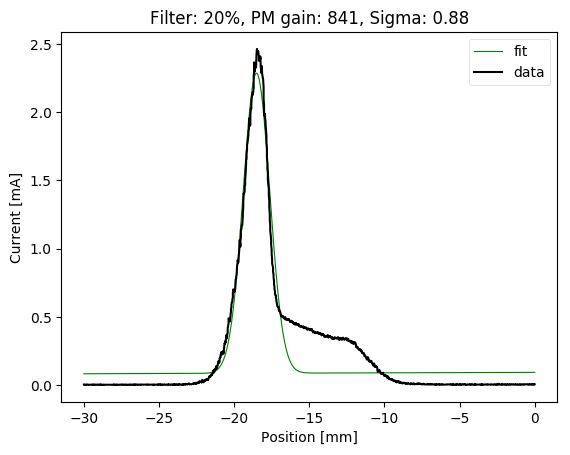 Filter: 20%, PM gain: 841, Sigma: 0.88
fit
data
2.5
2.0
1.5
1.0
0.5
0.0
Current [mA]
−30
−25
−20
−15
−10
−5
0
Position [mm]